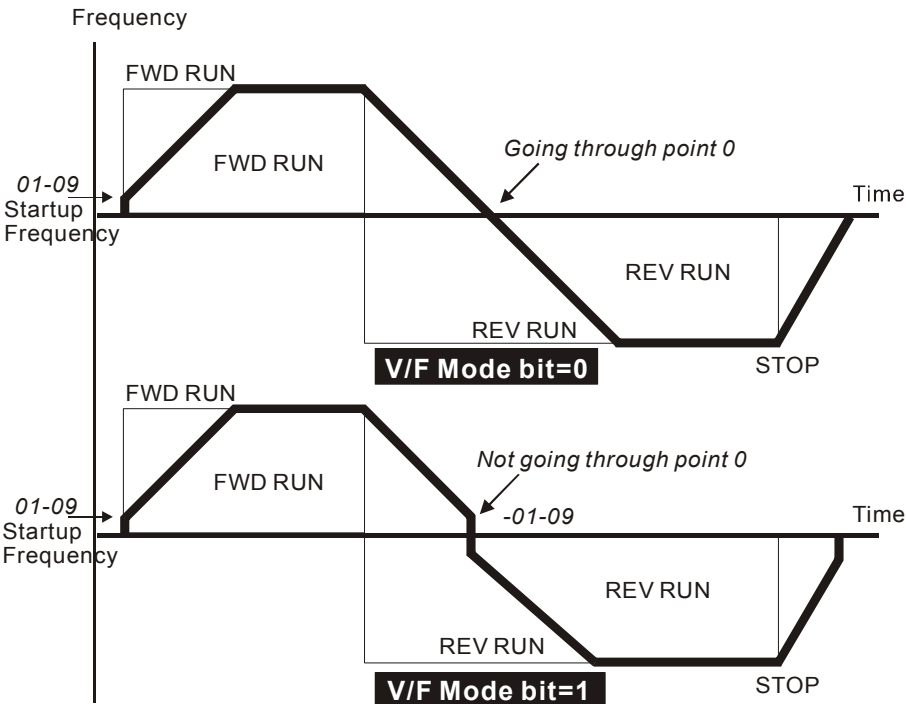 Frequency
FWD RUN
FWD RUN
Going through point 0
01-09
Startup
Frequency
Time
REV RUN
REV RUN
V/F Mode bit=0
STOP
FWD RUN
FWD RUN
Not going through point 0
01-09
Startup
Frequency
-01-09
Time
REV RUN
REV RUN
V/F Mode bit=1
STOP